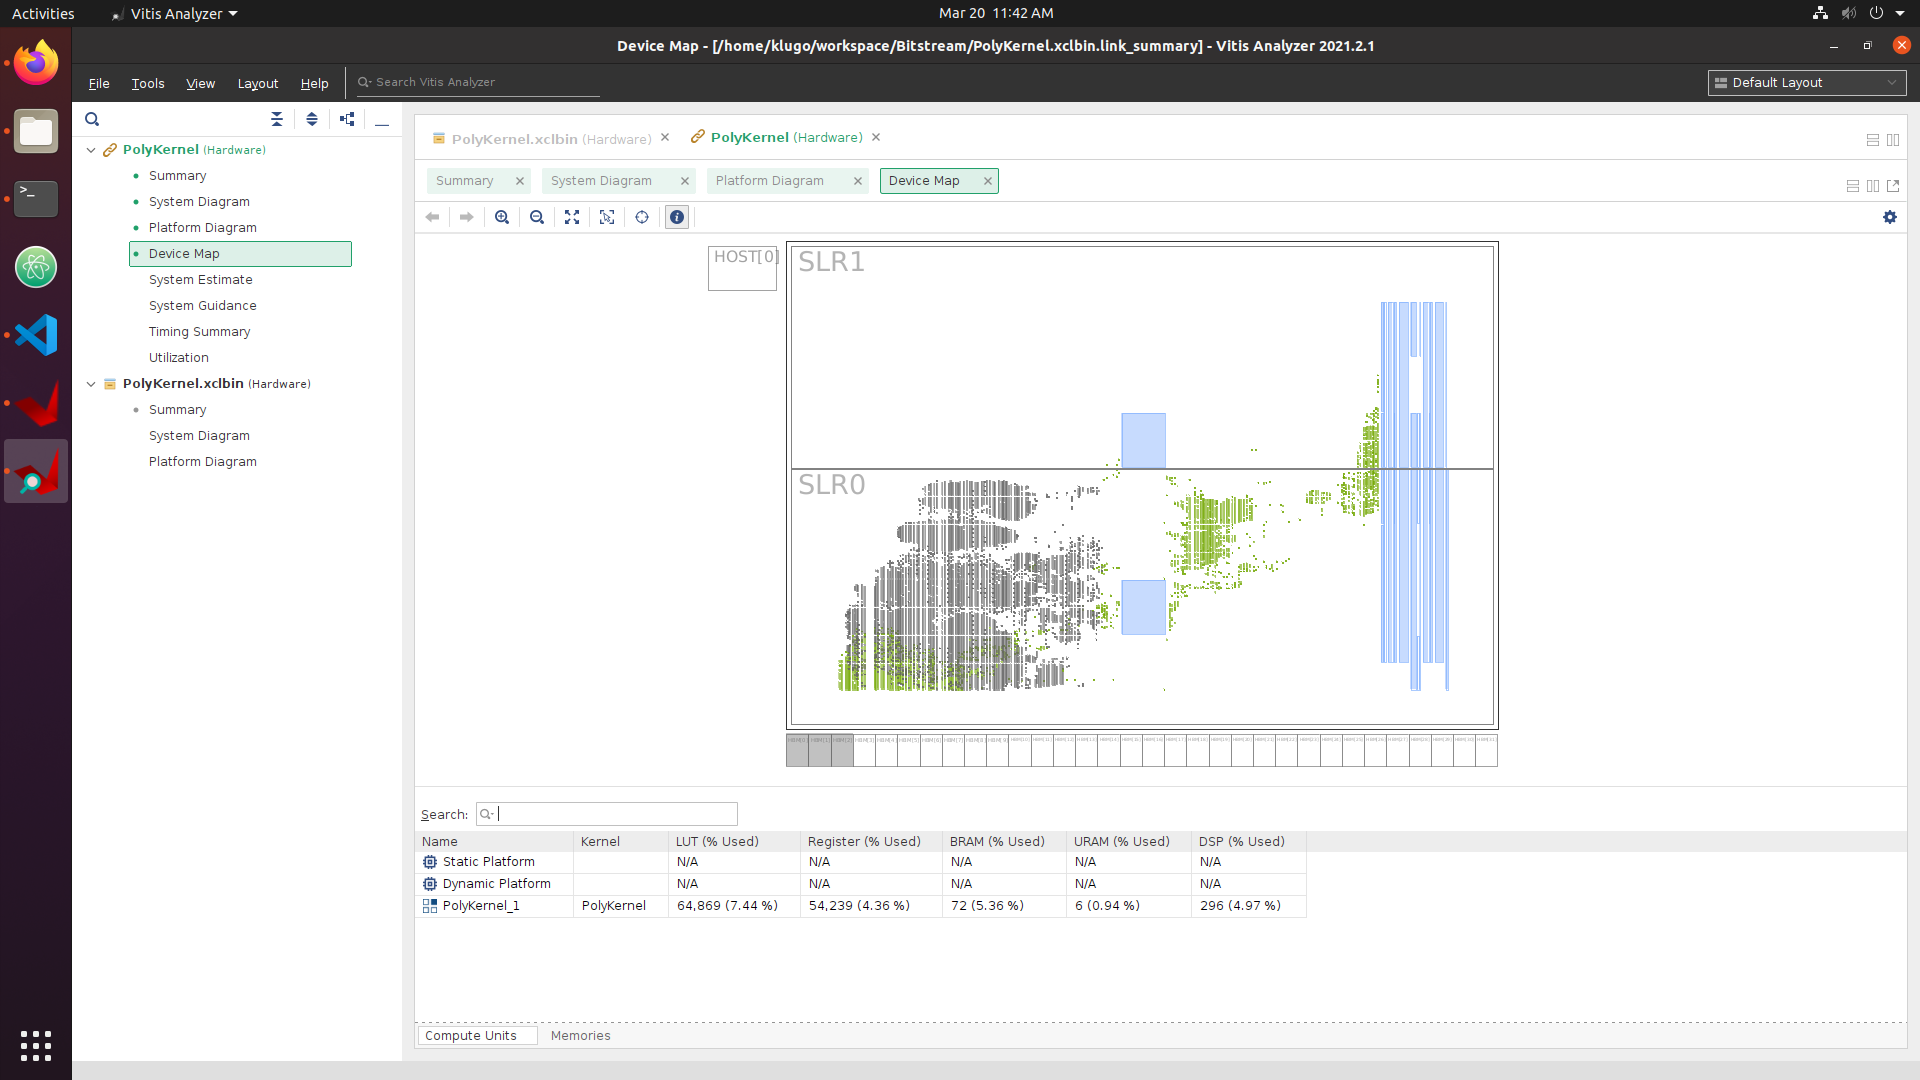 Activities
Vitis Analyzer
Mar 20 11:42 AM
Device Map - [/home/klugo/workspace/Bitstream/PolyKernel.xclbin.link_summary] - Vitis Analyzer 2021.2.1
File Tools View Layout Help
Search Vitis Analyzer
Default Layout
PolyKernel (Hardware)
Summary
System Diagram
Platform Diagram
Device Map
System Estimate
System Guidance
Timing Summary
Utilization
PolyKernel.xclbin (Hardware)
Summary
System Diagram
Platform Diagram
PolyKernel.xclbin (Hardware)
PolyKernel (Hardware)
Summary
System Diagram
Platform Diagram
Device Map
HOST[0]
SLR1
SLR0
Search:
Name Kernel LUT (% Used) Register (% Used) BRAM (% Used) URAM (% Used) DSP (% Used)
Static Platform N/A N/A N/A N/A N/A
Dynamic Platform N/A N/A N/A N/A N/A
PolyKernel_1 PolyKernel 64,869 (7.44 %) 54,239 (4.36 %) 72 (5.36 %) 6 (0.94 %) 296 (4.97 %)
Compute Units
Memories